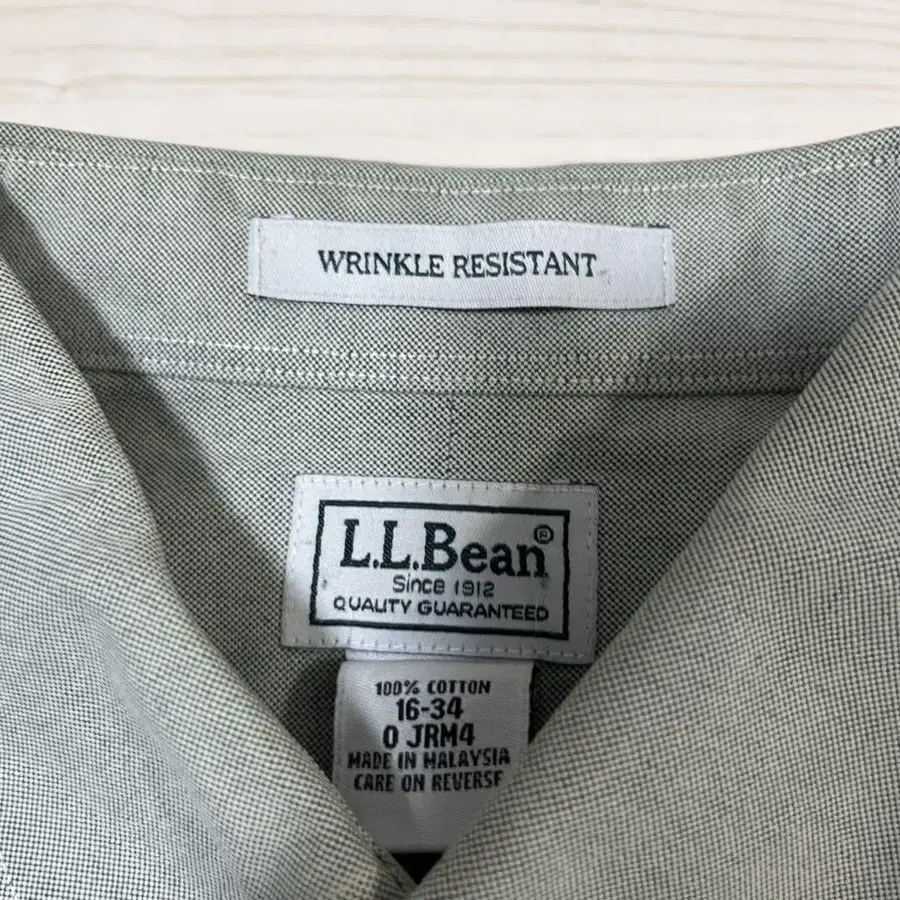 WRINKLE RESISTANT
L.L.Bean®
Since 1912
QUALITY GUARANTEED
100% COTTON
16-34
0 JRM4
MADE IN MALAYSIA
CARE ON REVERSE